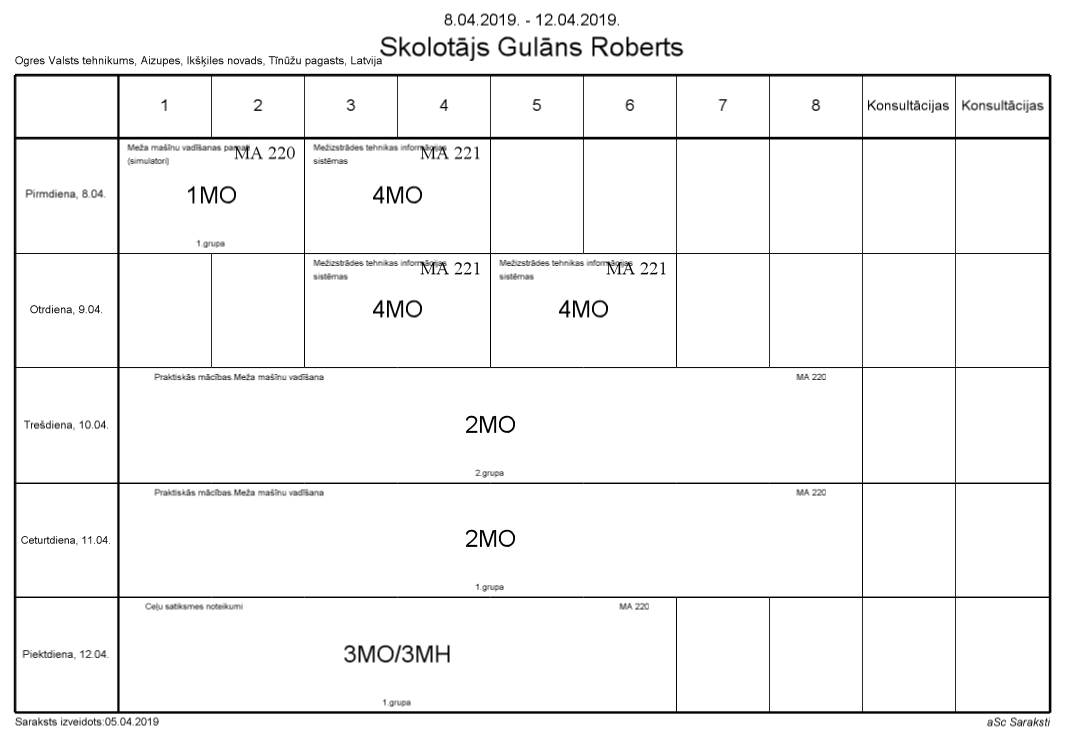 8.04.2019. - 12.04.2019.
Skolotājs Gulāns Roberts
Ogres Valsts tehnikums, Aizupes, Ikšķiles novads, Tīnūžu pagasts, Latvija
1 2 3 4 5 6 7 8 Konsultācijas Konsultācijas
Pirmdiena, 8.04.
Meža mašīnu vadīšanas pamati
(simulatori)
MA 220
1MO
1.grupa
Mežizstrādes tehnikas informācijas
sistēmas
MA 221
4MO
Otrdiena, 9.04.
Mežizstrādes tehnikas informācijas
sistēmas
MA 221
4MO
Mežizstrādes tehnikas informācijas
sistēmas
MA 221
4MO
Trešdiena, 10.04.
Praktiskās mācības.Meža mašīnu vadīšana
MA 220
2MO
2.grupa
Ceturtdiena, 11.04.
Praktiskās mācības.Meža mašīnu vadīšana
MA 220
2MO
1.grupa
Piektdiena, 12.04.
Ceļu satiksmes noteikumi
MA 220
3MO/3MH
1.grupa
Saraksts izveidots:05.04.2019
aSc Saraksti